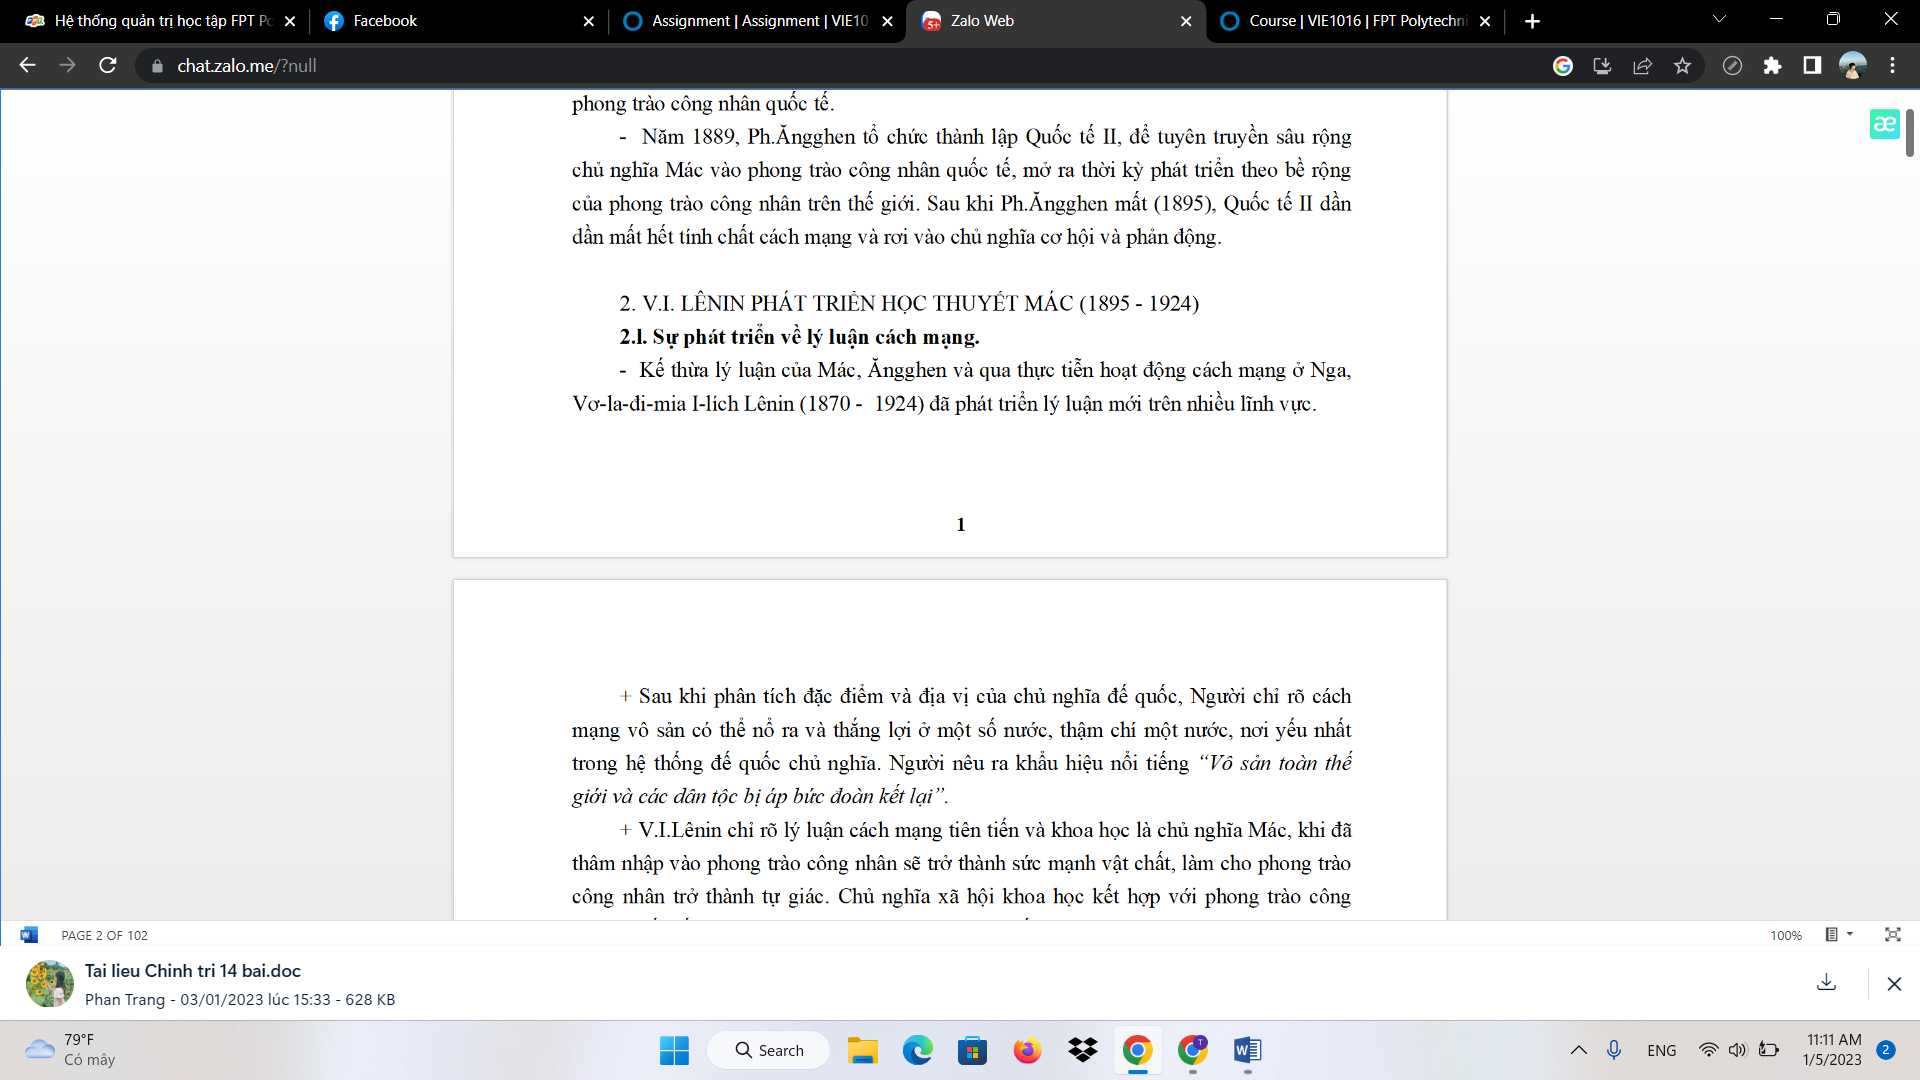 Hệ thống quản trị học tập FPT Po
Facebook
Assignment | Assignment | VIE10
Zalo Web
Course | VIE1016 | FPT Polytechni
chat.zalo.me/?null
phong trào công nhân quốc tế.
- Năm 1889, Ph.Ăngghen tổ chức thành lập Quốc tế II, để tuyên truyền sâu rộng
chủ nghĩa Mác vào phong trào công nhân quốc tế, mở ra thời kỳ phát triển theo bề rộng
của phong trào công nhân trên thế giới. Sau khi Ph.Ăngghen mất (1895), Quốc tế II dần
dần mất hết tính chất cách mạng và rơi vào chủ nghĩa cơ hội và phản động.
2. V.I. LÊNIN PHÁT TRIỂN HỌC THUYẾT MÁC (1895 - 1924)
2.l. Sự phát triển về lý luận cách mạng.
- Kế thừa lý luận của Mác, Ăngghen và qua thực tiễn hoạt động cách mạng ở Nga,
Vơ-la-đi-mia I-lích Lênin (1870 - 1924) đã phát triển lý luận mới trên nhiều lĩnh vực.
1
+ Sau khi phân tích đặc điểm và địa vị của chủ nghĩa đế quốc, Người chỉ rõ cách
mạng vô sản có thể nổ ra và thắng lợi ở một số nước, thậm chí một nước, nơi yếu nhất
trong hệ thống đế quốc chủ nghĩa. Người nêu ra khẩu hiệu nổi tiếng “Vô sản toàn thế
giới và các dân tộc bị áp bức đoàn kết lại”.
+ V.I.Lênin chỉ rõ lý luận cách mạng tiên tiến và khoa học là chủ nghĩa Mác, khi đã
thâm nhập vào phong trào công nhân sẽ trở thành sức mạnh vật chất, làm cho phong trào
công nhân trở thành tự giác. Chủ nghĩa xã hội khoa học kết hợp với phong trào công
PAGE 2 OF 102
100%
Tai lieu Chinh tri 14 bai.doc
Phan Trang - 03/01/2023 lúc 15:33 - 628 KB
79°F
Có mây
Search
ENG
11:11 AM
1/5/2023
2